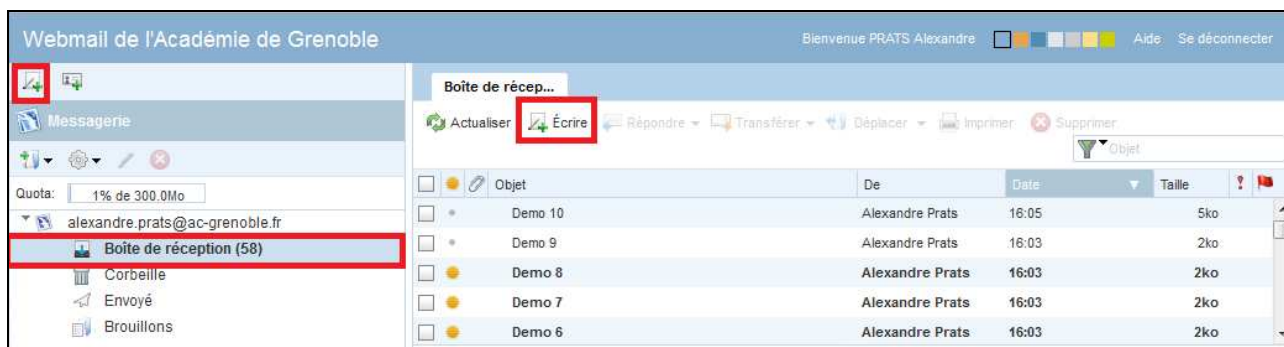 Webmail de l'Académie de Grenoble
Bienvenue PRATS Alexandre Aide Se déconnecter
Boîte de récep...
Messagerie
Actualiser Écrire Répondre Transférer Déplacer Imprimer Supprimer
Objet
Quota: 1% de 300.0Mo
Objet De Date Taille
alexandre.prats@ac-grenoble.fr
Boîte de réception (58)
Corbeille
Envoyé
Brouillons
Demo 10 Alexandre Prats 16:05 5ko
Demo 9 Alexandre Prats 16:03 2ko
Demo 8 Alexandre Prats 16:03 2ko
Demo 7 Alexandre Prats 16:03 2ko
Demo 6 Alexandre Prats 16:03 2ko